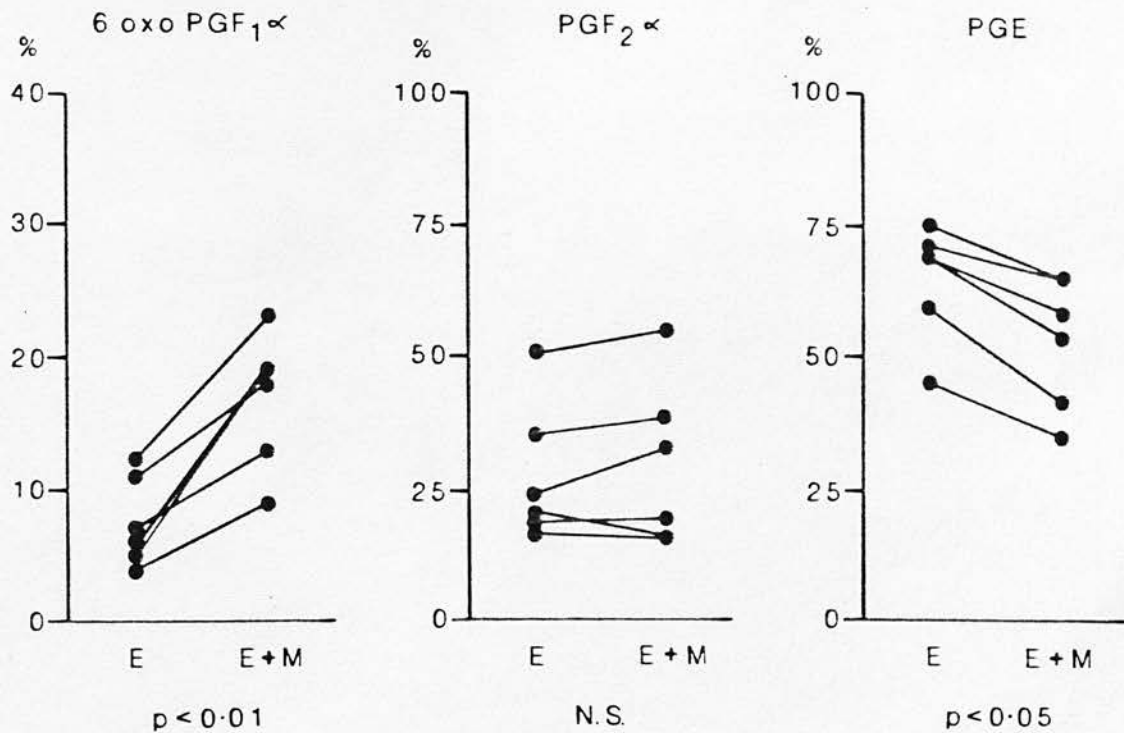 6 oxo PGF₁∝
%
40
30
20
10
0
E E + M
p < 0·01
PGF₂ ∝
%
100
75
50
25
0
E E + M
N.S.
PGE
%
100
75
50
25
0
E E + M
p < 0·05